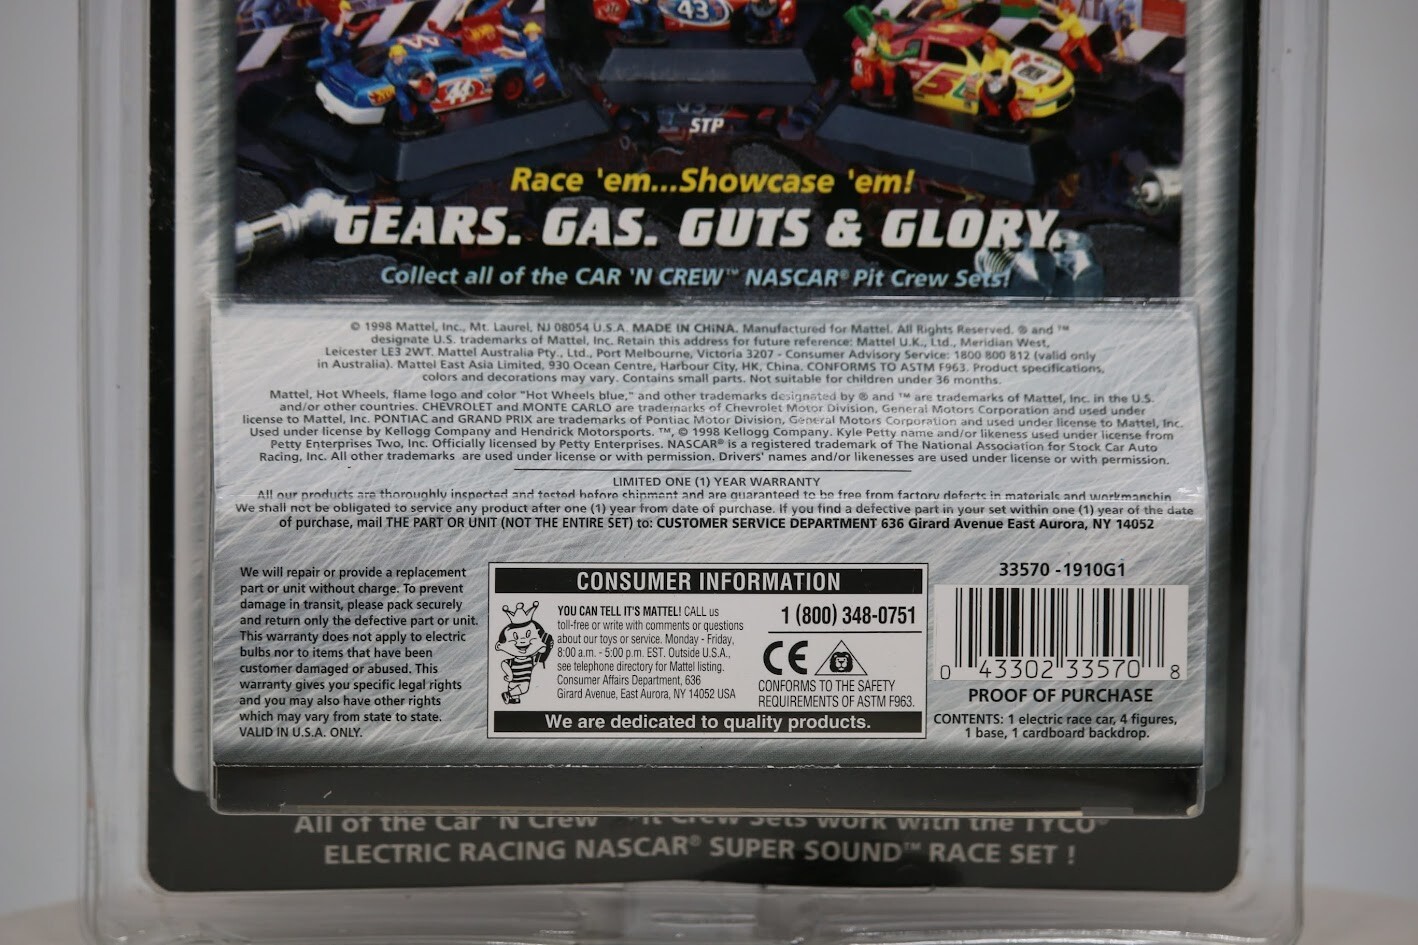 43
44
5
STP
Race 'em...Showcase 'em!
GEARS. GAS. GUTS & GLORY.
Collect all of the CAR 'N CREW™ NASCAR® Pit Crew Sets!
© 1998 Mattel, Inc., Mt. Laurel, NJ 08054 U.S.A. MADE IN CHINA. Manufactured for Mattel. All Rights Reserved. ® and ™
designate U.S. trademarks of Mattel, Inc. Retain this address for future reference: Mattel U.K., Ltd., Meridian West,
Leicester LE3 2WT. Mattel Australia Pty., Ltd., Port Melbourne, Victoria 3207 - Consumer Advisory Service: 1800 800 812 (valid only
in Australia). Mattel East Asia Limited, 930 Ocean Centre, Harbour City, HK, China. CONFORMS TO ASTM F963. Product specifications,
colors and decorations may vary. Contains small parts. Not suitable for children under 36 months.
Mattel, Hot Wheels, flame logo and color "Hot Wheels blue," and other trademarks designated by ® and ™ are trademarks of Mattel, Inc. in the U.S.
and/or other countries. CHEVROLET and MONTE CARLO are trademarks of Chevrolet Motor Division, General Motors Corporation and used under
license to Mattel, Inc. PONTIAC and GRAND PRIX are trademarks of Pontiac Motor Division, General Motors Corporation and used under license to Mattel, Inc.
Used under license by Kellogg Company and Hendrick Motorsports. ™, © 1998 Kellogg Company. Kyle Petty name and/or likeness used under license from
Petty Enterprises Two, Inc. Officially licensed by Petty Enterprises. NASCAR® is a registered trademark of The National Association for Stock Car Auto
Racing, Inc. All other trademarks are used under license or with permission. Drivers' names and/or likenesses are used under license or with permission.
LIMITED ONE (1) YEAR WARRANTY
All our products are thoroughly inspected and tested before shipment and are guaranteed to be free from factory defects in materials and workmanship
We shall not be obligated to service any product after one (1) year from date of purchase. If you find a defective part in your set within one (1) year of the date
of purchase, mail THE PART OR UNIT (NOT THE ENTIRE SET) to: CUSTOMER SERVICE DEPARTMENT 636 Girard Avenue East Aurora, NY 14052
We will repair or provide a replacement
part or unit without charge. To prevent
damage in transit, please pack securely
and return only the defective part or unit.
This warranty does not apply to electric
bulbs nor to items that have been
customer damaged or abused. This
warranty gives you specific legal rights
and you may also have other rights
which may vary from state to state.
VALID IN U.S.A. ONLY.
CONSUMER INFORMATION
YOU CAN TELL IT'S MATTEL! CALL us
toll-free or write with comments or questions
about our toys or service. Monday - Friday,
8:00 a.m. - 5:00 p.m. EST. Outside U.S.A.,
see telephone directory for Mattel listing.
Consumer Affairs Department, 636
Girard Avenue, East Aurora, NY 14052 USA
1 (800) 348-0751
CE
CONFORMS TO THE SAFETY
REQUIREMENTS OF ASTM F963.
We are dedicated to quality products.
33570 -1910G1
0 43302 33570 8
PROOF OF PURCHASE
CONTENTS: 1 electric race car, 4 figures,
1 base, 1 cardboard backdrop.
All of the Car 'N Crew Pit Crew Sets work with the TYCO®
ELECTRIC RACING NASCAR® SUPER SOUND™ RACE SET !